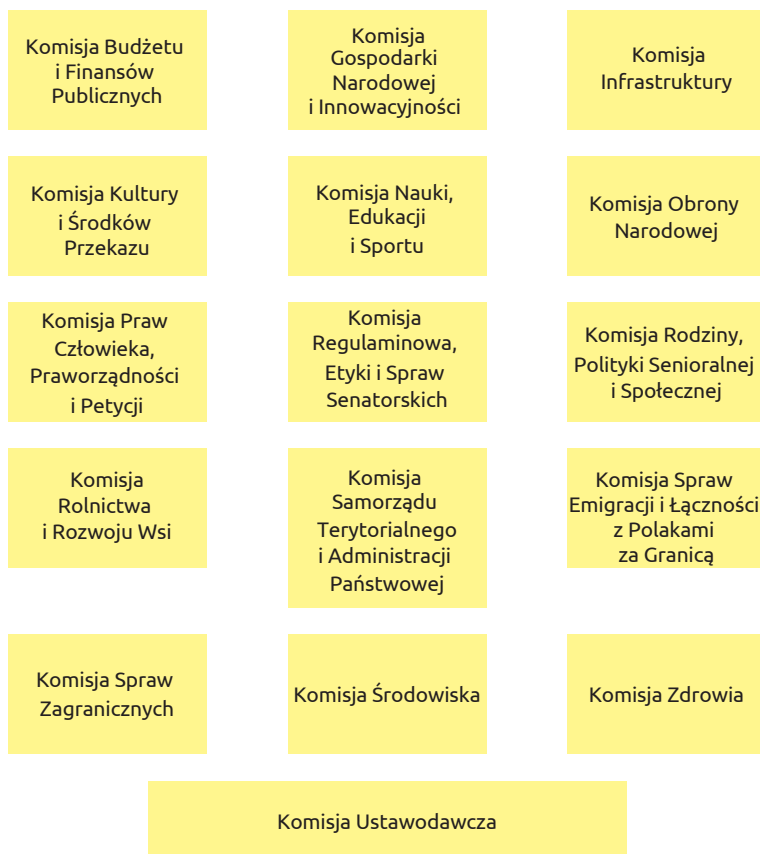 Komisja Budżetu
i Finansów
Publicznych
Komisja
Gospodarki
Narodowej
i Innowacyjności
Komisja
Infrastruktury
Komisja Kultury
i Środków
Przekazu
Komisja Nauki,
Edukacji
i Sportu
Komisja Obrony
Narodowej
Komisja Praw
Człowieka,
Praworządności
i Petycji
Komisja
Regulaminowa,
Etyki i Spraw
Senatorskich
Komisja Rodziny,
Polityki Senioralnej
i Społecznej
Komisja
Rolnictwa
i Rozwoju Wsi
Komisja
Samorządu
Terytorialnego
i Administracji
Państwowej
Komisja Spraw
Emigracji i Łączności
z Polakami
za Granicą
Komisja Spraw
Zagranicznych
Komisja Środowiska
Komisja Zdrowia
Komisja Ustawodawcza